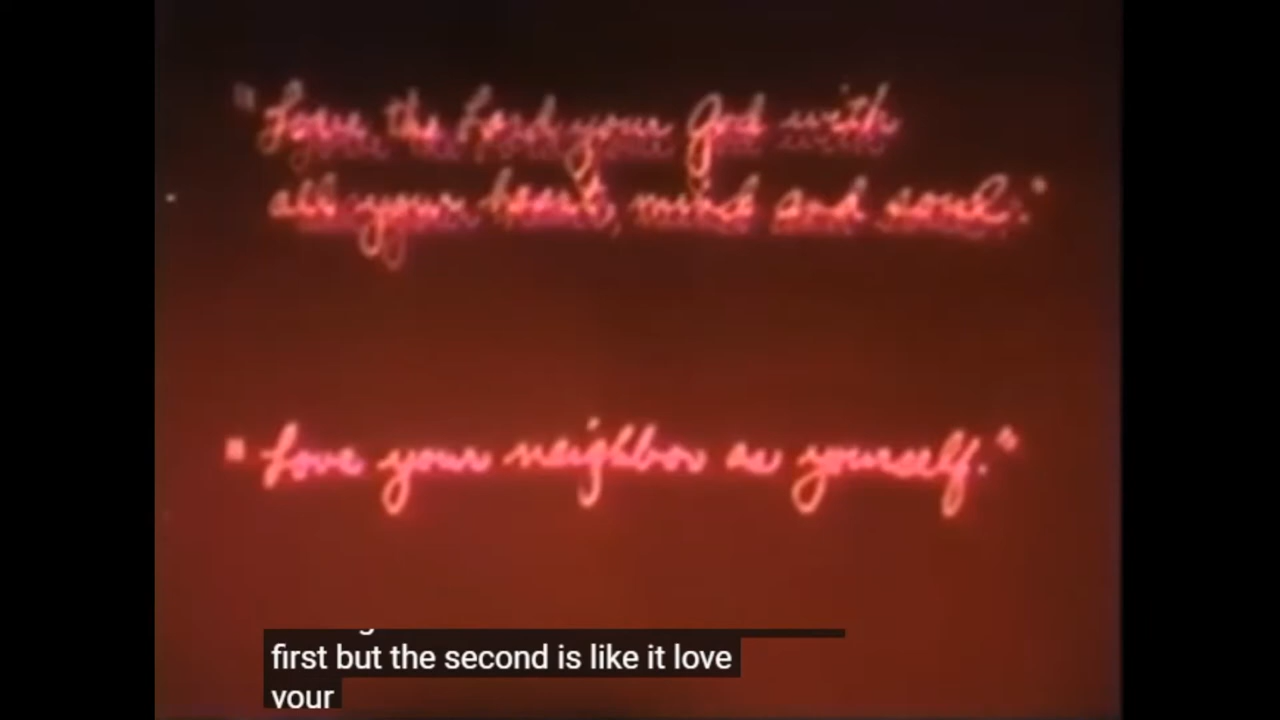 "Love the Lord your God with
all your heart, mind and soul."
"Love your neighbor as yourself."
first but the second is like it love
your